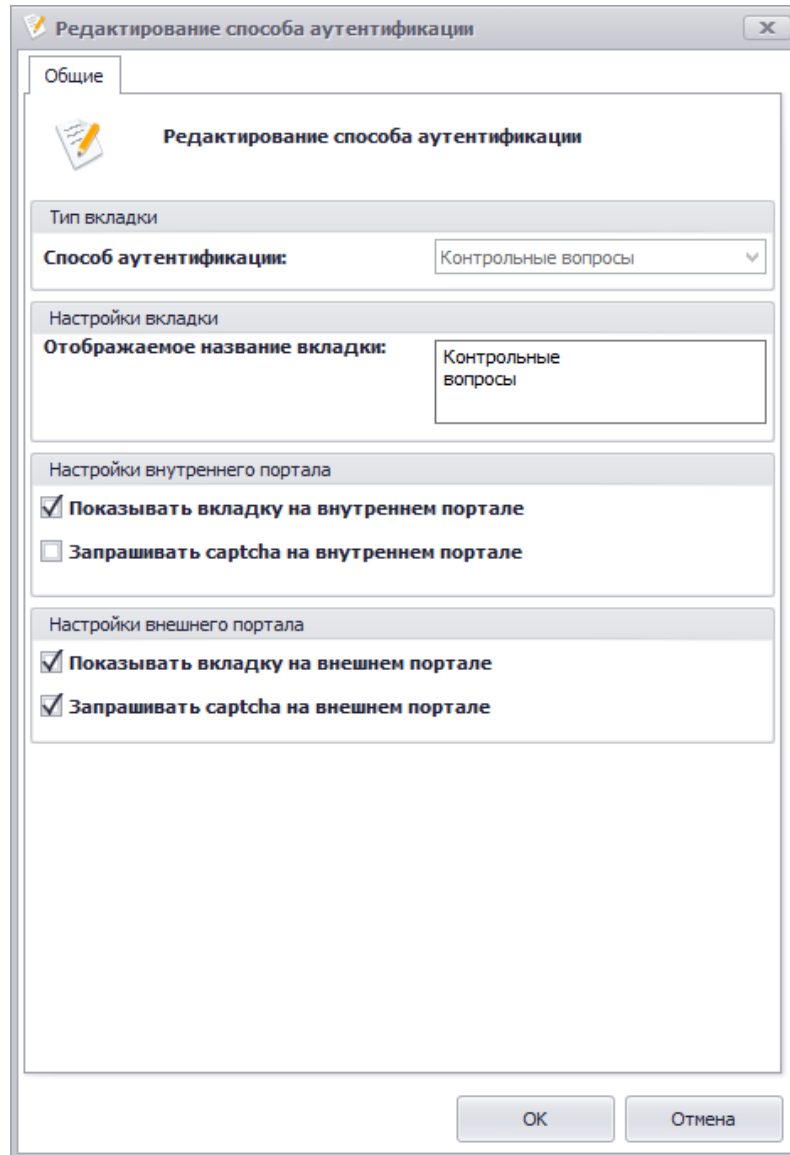 Редактирование способа аутентификации
Общие
Редактирование способа аутентификации
Тип вкладки
Способ аутентификации: Контрольные вопросы
Настройки вкладки
Отображаемое название вкладки: Контрольные
вопросы
Настройки внутреннего портала
Показывать вкладку на внутреннем портале
Запрашивать captcha на внутреннем портале
Настройки внешнего портала
Показывать вкладку на внешнем портале
Запрашивать captcha на внешнем портале
OK Отмена